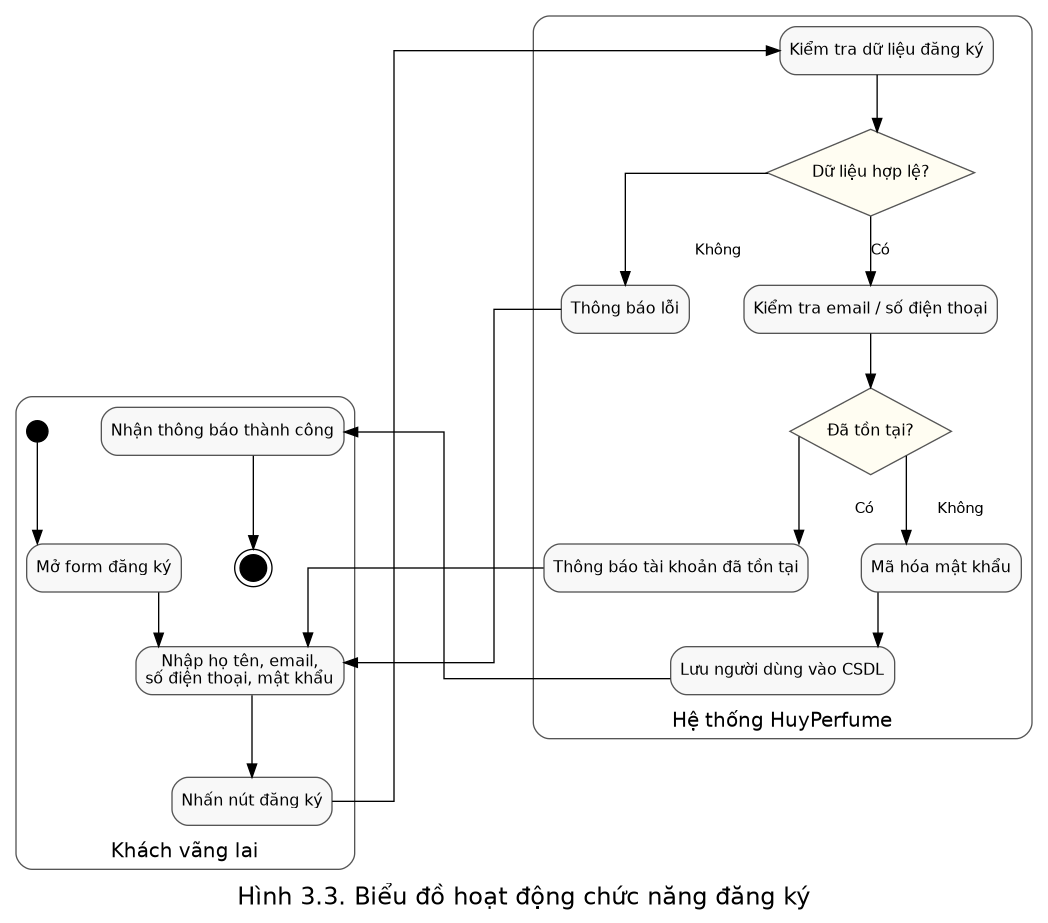 Kiểm tra dữ liệu đăng ký
Dữ liệu hợp lệ?
Không
Có
Thông báo lỗi
Kiểm tra email / số điện thoại
Nhận thông báo thành công
Đã tồn tại?
Có
Không
Mở form đăng ký
Thông báo tài khoản đã tồn tại
Mã hóa mật khẩu
Nhập họ tên, email,
số điện thoại, mật khẩu
Lưu người dùng vào CSDL
Hệ thống HuyPerfume
Nhấn nút đăng ký
Khách vãng lai
Hình 3.3. Biểu đồ hoạt động chức năng đăng ký